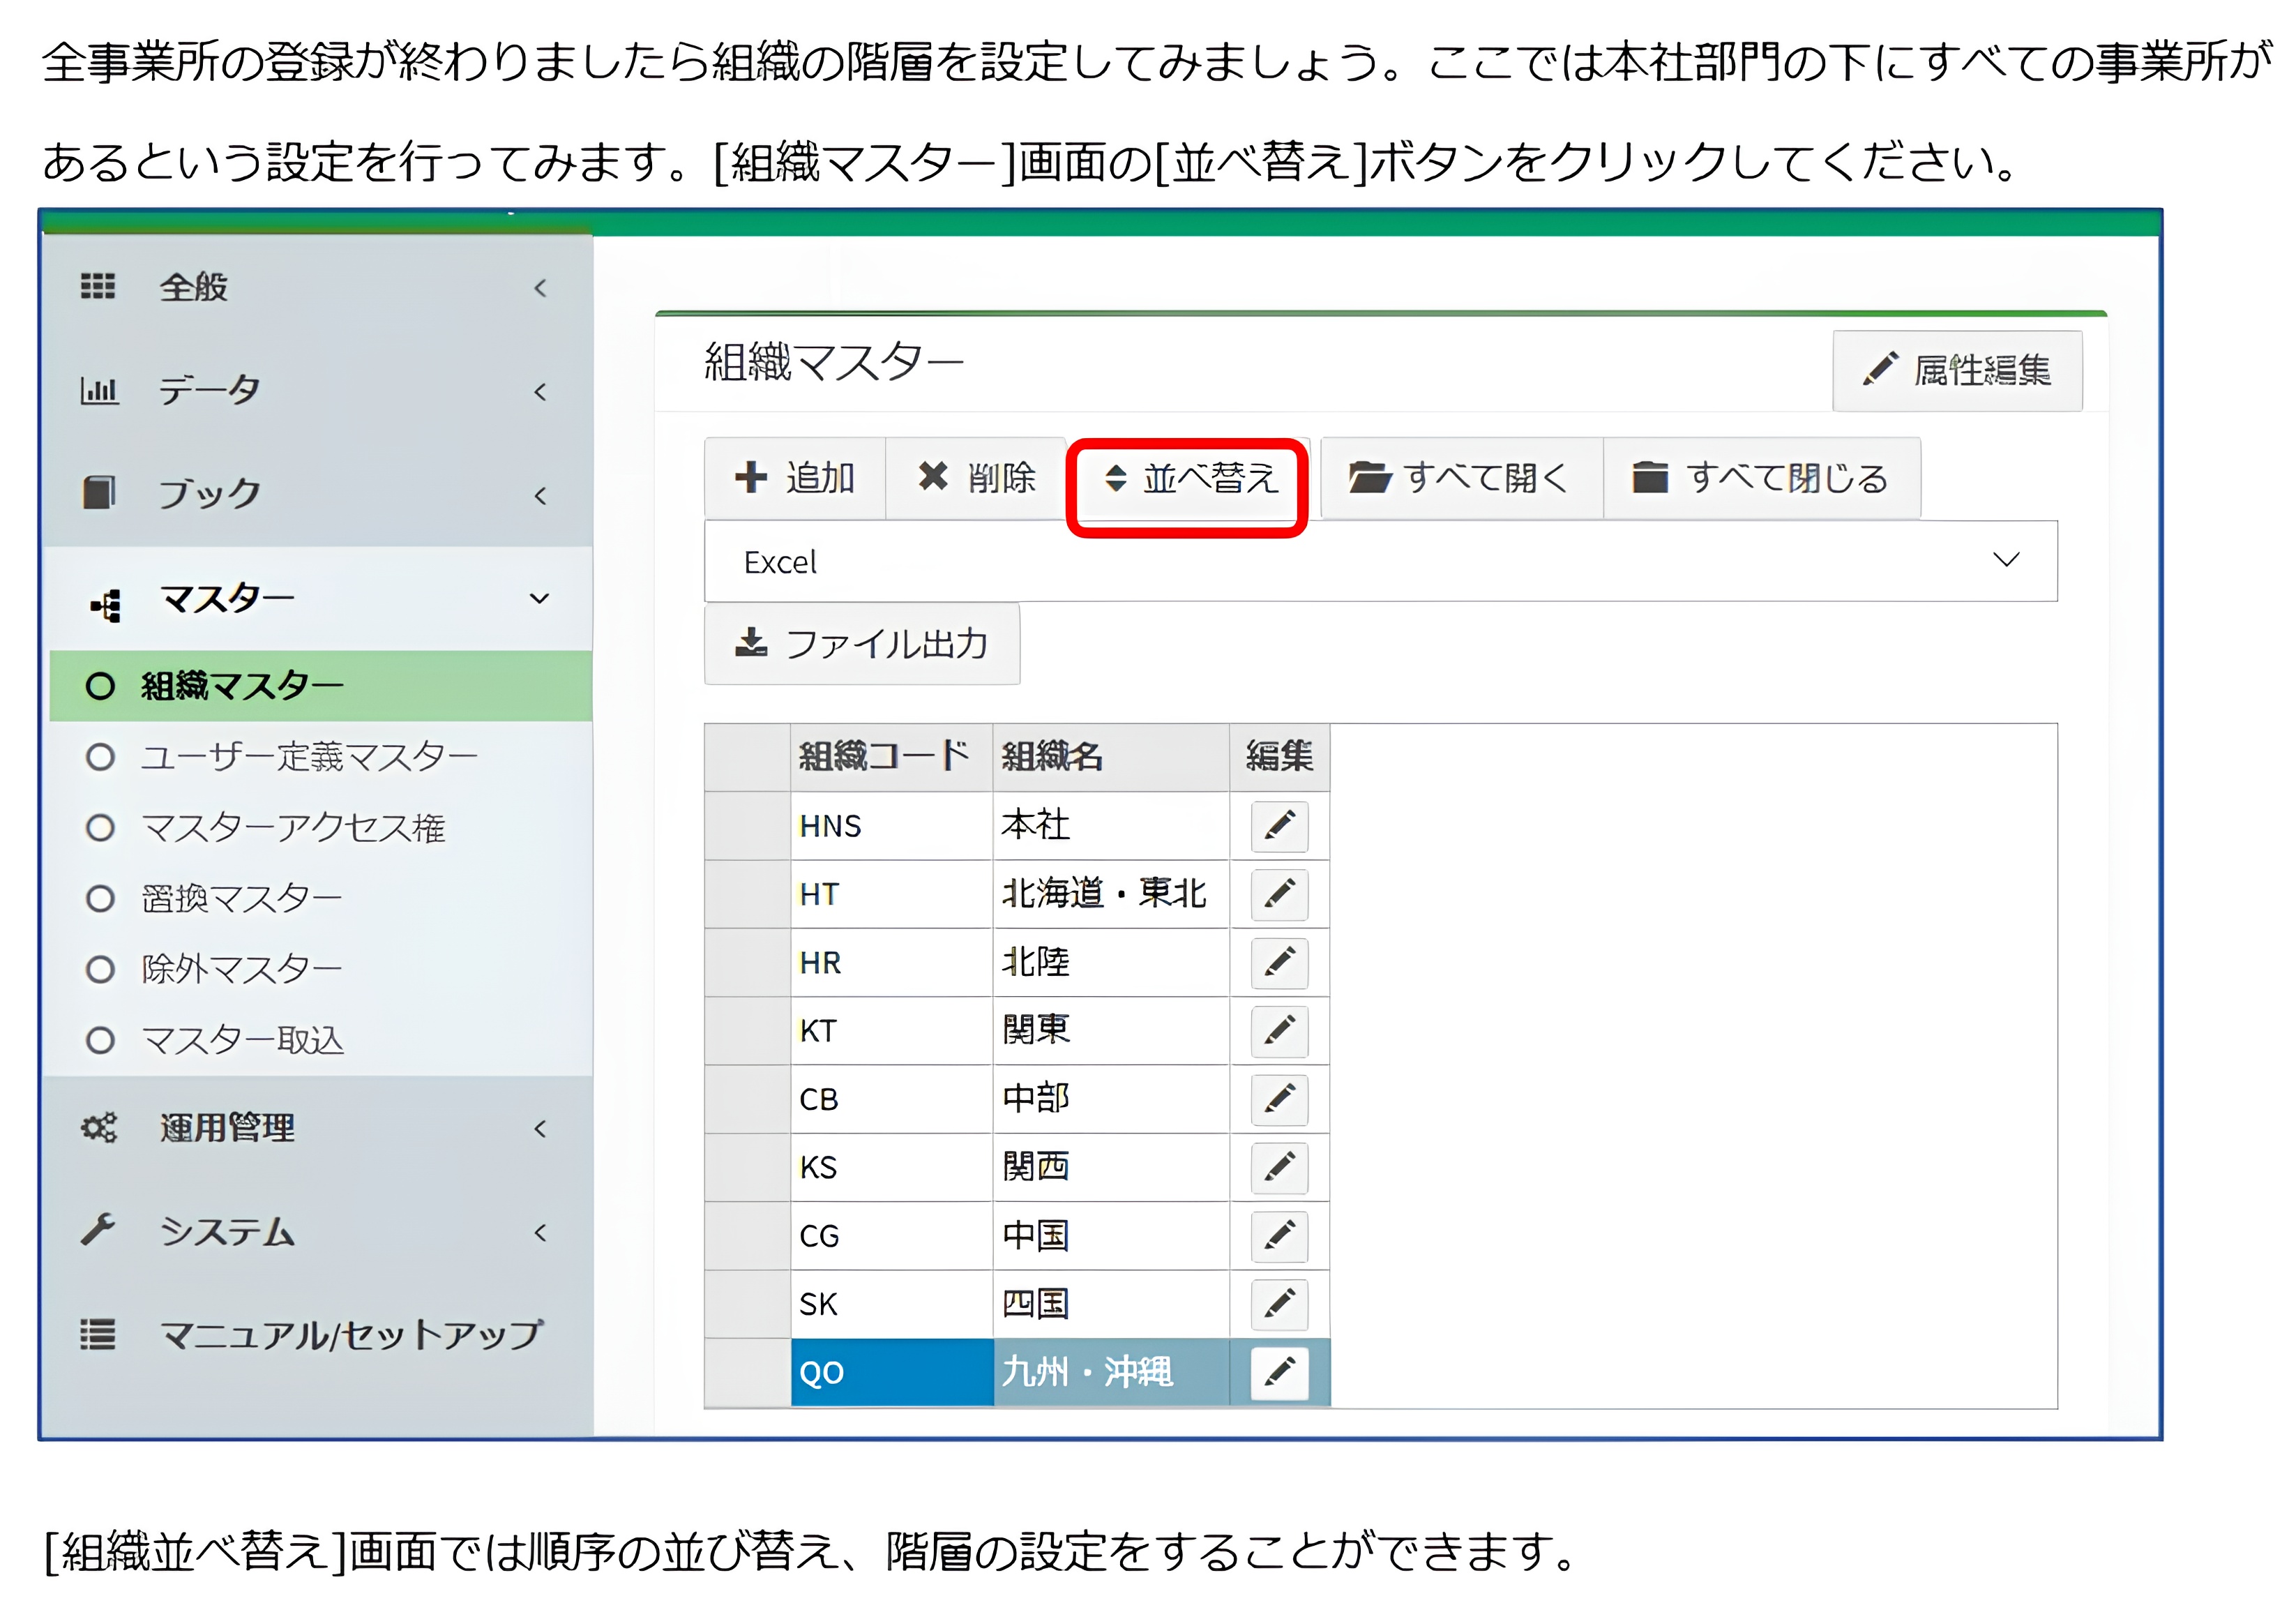 全事業所の登録が終わりましたら組織の階層を設定してみましょう。ここでは本社部門の下にすべての事業所が
あるという設定を行ってみます。[組織マスター]画面の[並べ替え]ボタンをクリックしてください。
全般
データ
ブック
マスター
組織マスター
ユーザー定義マスター
マスターアクセス権
置換マスター
除外マスター
マスター取込
運用管理
システム
マニュアル/セットアップ
組織マスター
属性編集
追加 削除 並べ替え すべて開く すべて閉じる
Excel
ファイル出力
組織コード 組織名 編集
HNS 本社
HT 北海道・東北
HR 北陸
KT 関東
CB 中部
KS 関西
CG 中国
SK 四国
QO 九州・沖縄
[組織並べ替え]画面では順序の並び替え、階層の設定をすることができます。